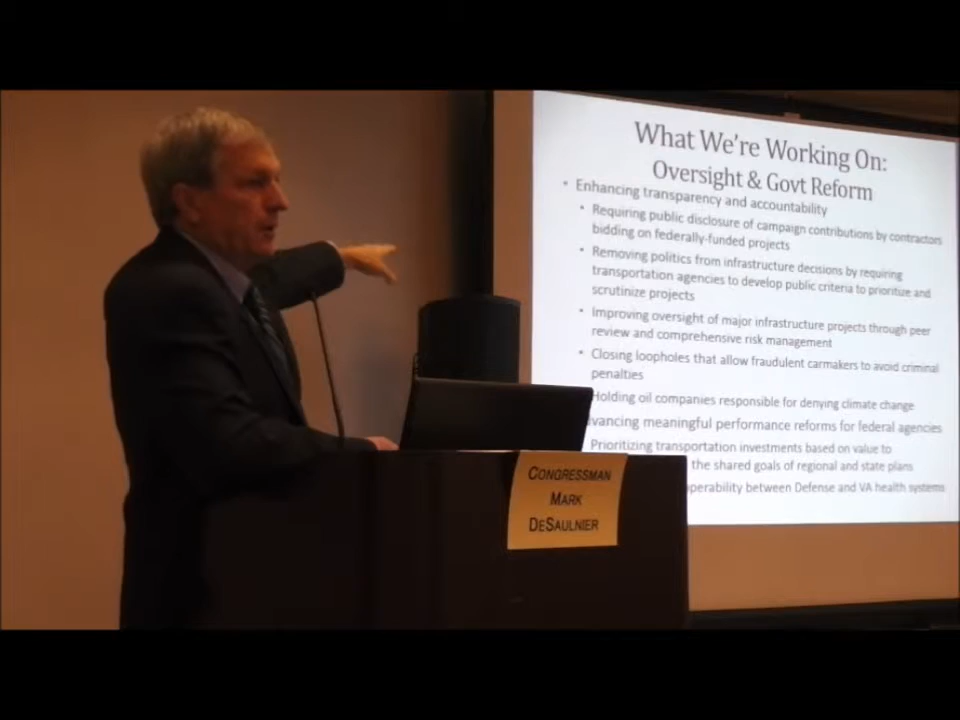 What We're Working On:
Oversight & Govt Reform
• Enhancing transparency and accountability
• Requiring public disclosure of campaign contributions by contractors
bidding on federally-funded projects
• Removing politics from infrastructure decisions by requiring
transportation agencies to develop public criteria to prioritize and
scrutinize projects
• Improving oversight of major infrastructure projects through peer
review and comprehensive risk management
• Closing loopholes that allow fraudulent carmakers to avoid criminal
penalties
Holding oil companies responsible for denying climate change
meaningful performance reforms for federal agencies
Prioritizing transportation investments based on value to
the shared goals of regional and state plans
between Defense and VA health systems
CONGRESSMAN
MARK
DESAULNIER